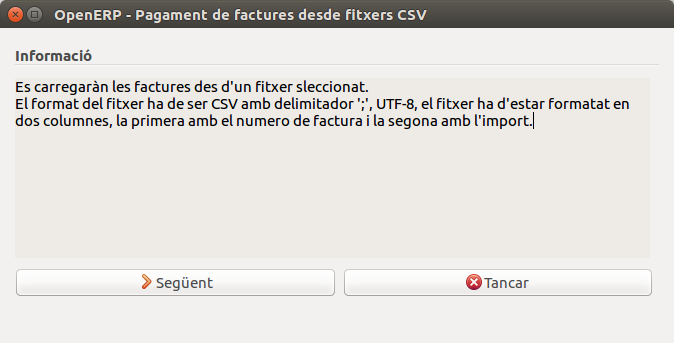 OpenERP - Pagament de factures desde fitxers CSV
Informació
Es carregaràn les factures des d'un fitxer sleccionat.
El format del fitxer ha de ser CSV amb delimitador ';', UTF-8, el fitxer ha d'estar formatat en
dos columnes, la primera amb el numero de factura i la segona amb l'import.
Següent
Tancar